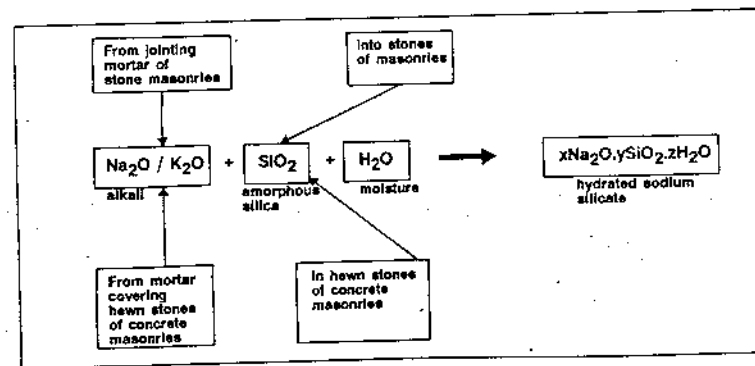 From jointing
mortar of
stone masonries
Into stones
of masonries
Na2O / K2O + SiO2 + H2O → xNa2O.ySiO2.zH2O
alkali
amorphous
silica
moisture
hydrated sodium
silicate
From mortar
covering
hewn stones
of concrete
masonries
In hewn stones
of concrete
masonries